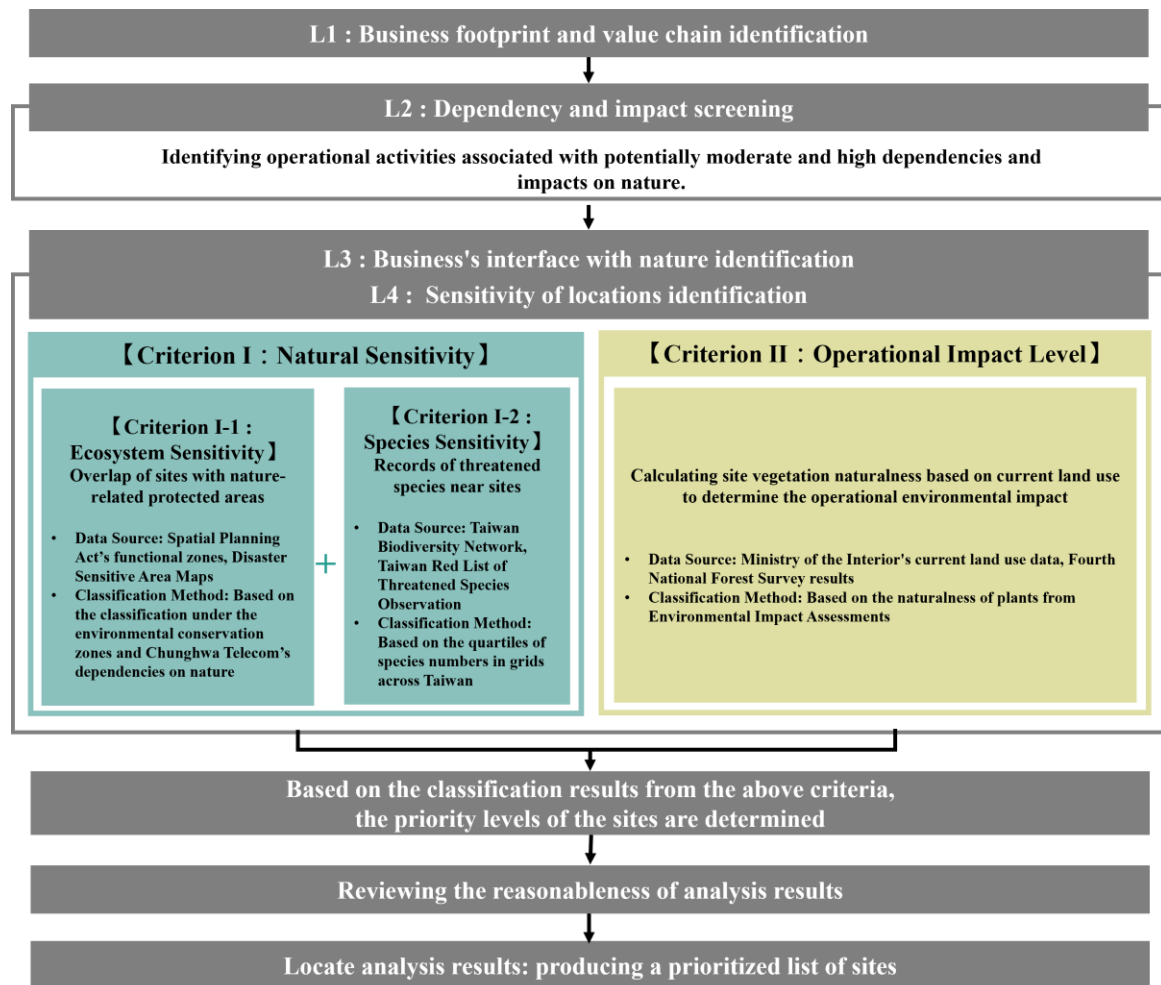 L1 : Business footprint and value chain identification
L2 : Dependency and impact screening
Identifying operational activities associated with potentially moderate and high dependencies and
impacts on nature.
L3 : Business's interface with nature identification
L4 : Sensitivity of locations identification
【Criterion I：Natural Sensitivity】
【Criterion I-1 :
Ecosystem Sensitivity】
Overlap of sites with nature-
related protected areas
• Data Source: Spatial Planning
Act's functional zones, Disaster
Sensitive Area Maps
• Classification Method: Based on
the classification under the
environmental conservation
zones and Chunghwa Telecom's
dependencies on nature
+
【Criterion I-2 :
Species Sensitivity】
Records of threatened
species near sites
• Data Source: Taiwan
Biodiversity Network,
Taiwan Red List of
Threatened Species
Observation
• Classification Method:
Based on the quartiles of
species numbers in grids
across Taiwan
【Criterion II：Operational Impact Level】
Calculating site vegetation naturalness based on current land use
to determine the operational environmental impact
• Data Source: Ministry of the Interior's current land use data, Fourth
National Forest Survey results
• Classification Method: Based on the naturalness of plants from
Environmental Impact Assessments
Based on the classification results from the above criteria,
the priority levels of the sites are determined
Reviewing the reasonableness of analysis results
Locate analysis results: producing a prioritized list of sites